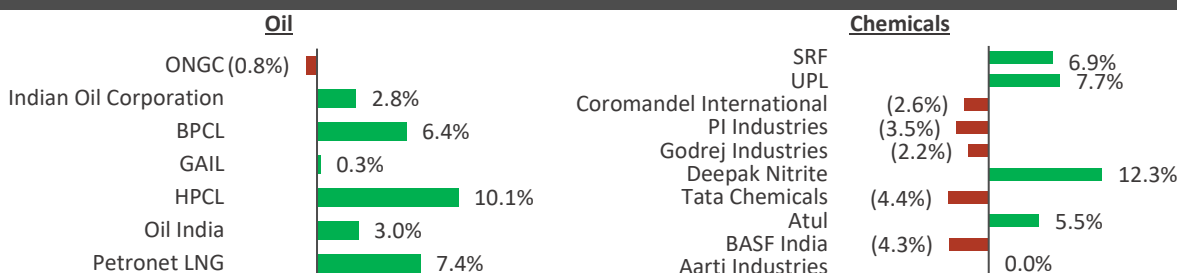 Oil
ONGC (0.8%)
Indian Oil Corporation 2.8%
BPCL 6.4%
GAIL 0.3%
HPCL 10.1%
Oil India 3.0%
Petronet LNG 7.4%
Chemicals
SRF 6.9%
UPL 7.7%
Coromandel International (2.6%)
PI Industries (3.5%)
Godrej Industries (2.2%)
Deepak Nitrite 12.3%
Tata Chemicals (4.4%)
Atul 5.5%
BASF India (4.3%)
Aarti Industries 0.0%